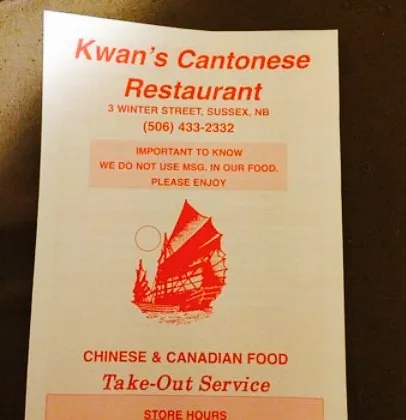 Kwan's Cantonese
Restaurant
3 WINTER STREET, SUSSEX, NB
(506) 433-2332
IMPORTANT TO KNOW
WE DO NOT USE MSG. IN OUR FOOD.
PLEASE ENJOY
CHINESE & CANADIAN FOOD
Take-Out Service
STORE HOURS